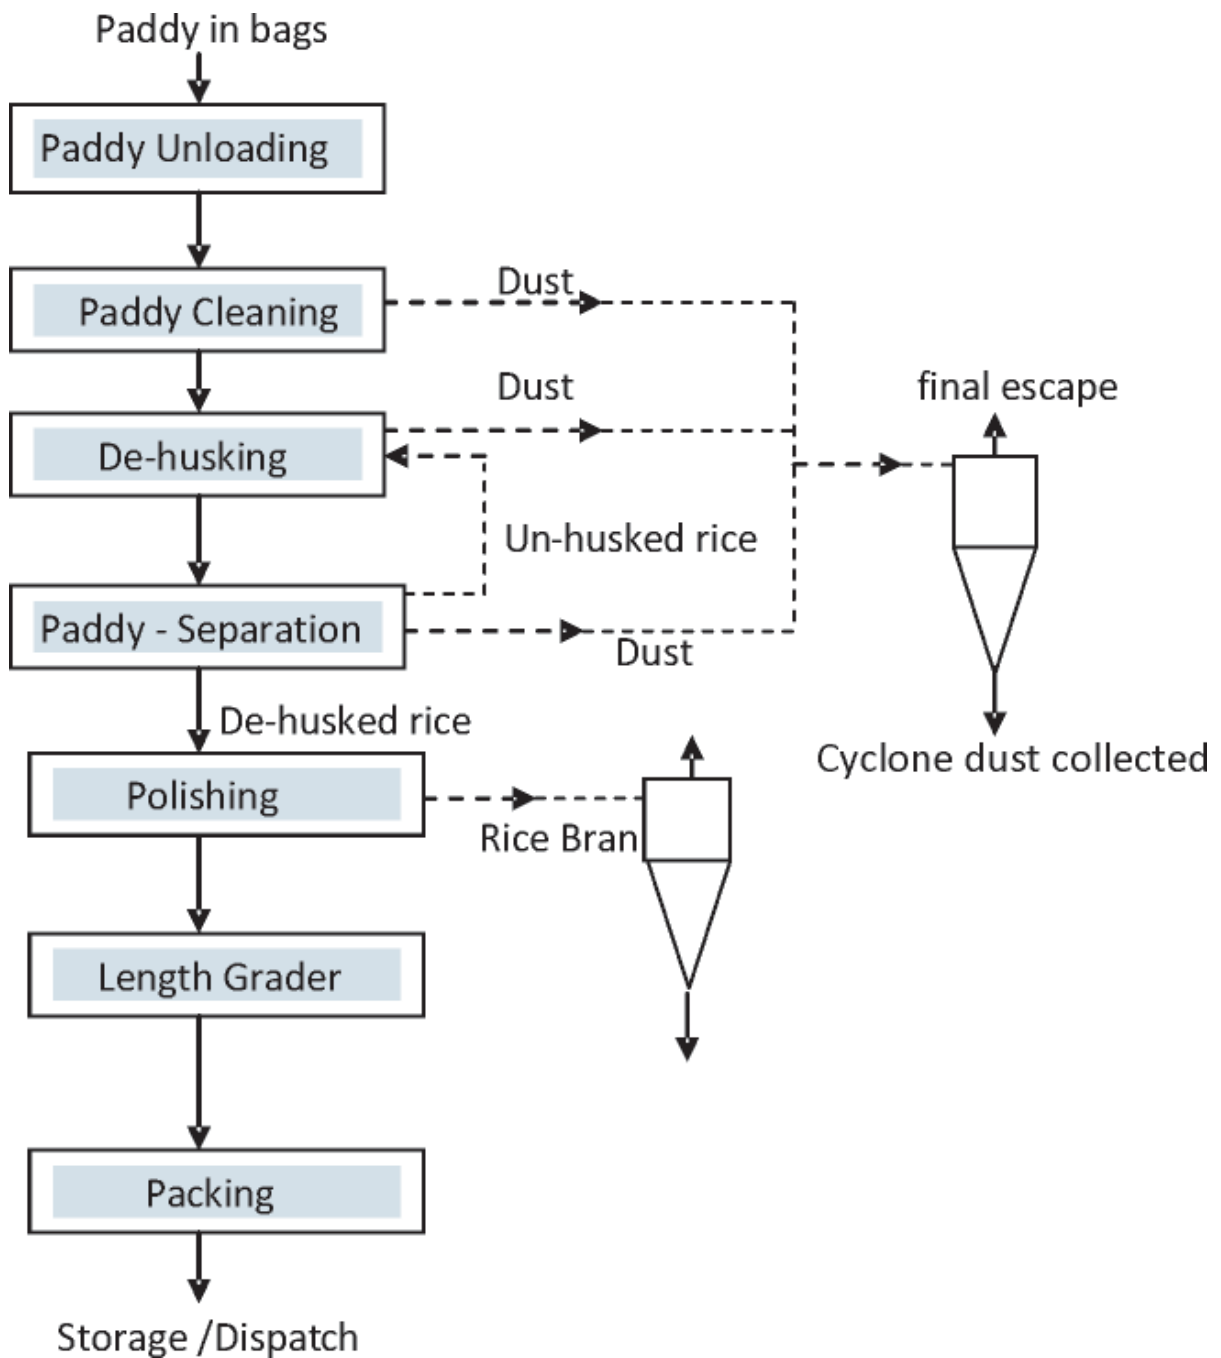 Paddy in bags
Paddy Unloading
Dust
Paddy Cleaning
Dust
final escape
De-husking
Un-husked rice
Paddy - Separation
Dust
De-husked rice
Cyclone dust collected
Polishing
Rice Bran
Length Grader
Packing
Storage /Dispatch